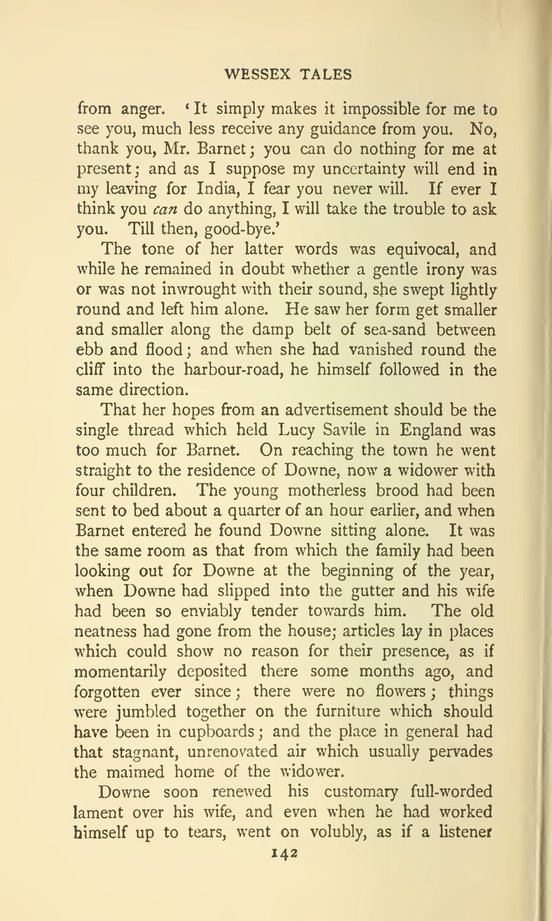 WESSEX TALES
from anger. ‘ It simply makes it impossible for me to
see you, much less receive any guidance from you. No,
thank you, Mr. Barnet ; you can do nothing for me at
present ; and as I suppose my uncertainty will end in
my leaving for India, I fear you never will. If ever I
think you can do anything, I will take the trouble to ask
you. Till then, good-bye.’
The tone of her latter words was equivocal, and
while he remained in doubt whether a gentle irony was
or was not inwrought with their sound, she swept lightly
round and left him alone. He saw her form get smaller
and smaller along the damp belt of sea-sand between
ebb and flood ; and when she had vanished round the
cliff into the harbour-road, he himself followed in the
same direction.
That her hopes from an advertisement should be the
single thread which held Lucy Savile in England was
too much for Barnet. On reaching the town he went
straight to the residence of Downe, now a widower with
four children. The young motherless brood had been
sent to bed about a quarter of an hour earlier, and when
Barnet entered he found Downe sitting alone. It was
the same room as that from which the family had been
looking out for Downe at the beginning of the year,
when Downe had slipped into the gutter and his wife
had been so enviably tender towards him. The old
neatness had gone from the house; articles lay in places
which could show no reason for their presence, as if
momentarily deposited there some months ago, and
forgotten ever since ; there were no flowers ; things
were jumbled together on the furniture which should
have been in cupboards ; and the place in general had
that stagnant, unrenovated air which usually pervades
the maimed home of the widower.
Downe soon renewed his customary full-worded
lament over his wife, and even when he had worked
himself up to tears, went on volubly, as if a listener
142